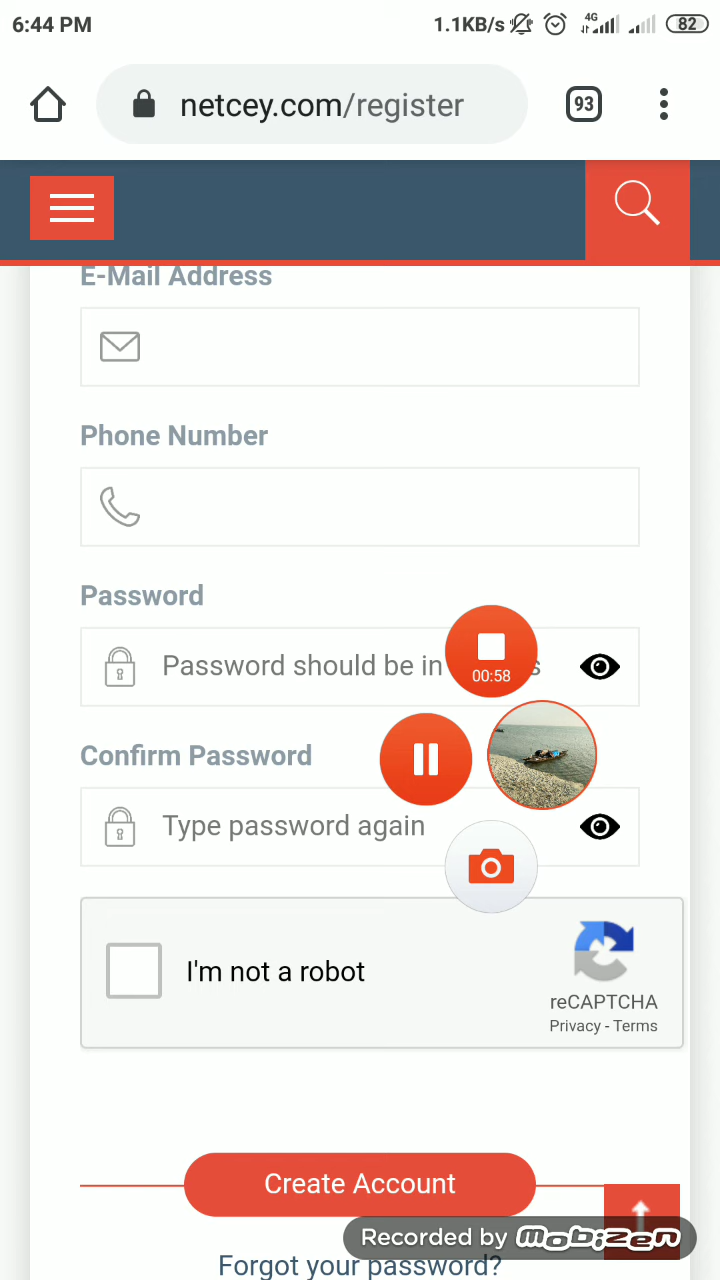 6:44 PM 1.1KB/s 4G 82
netcey.com/register 93
E-Mail Address
Phone Number
Password
Password should be in
00:58
Confirm Password
Type password again
I'm not a robot
reCAPTCHA
Privacy - Terms
Create Account
Recorded by mobizen
Forgot your password?